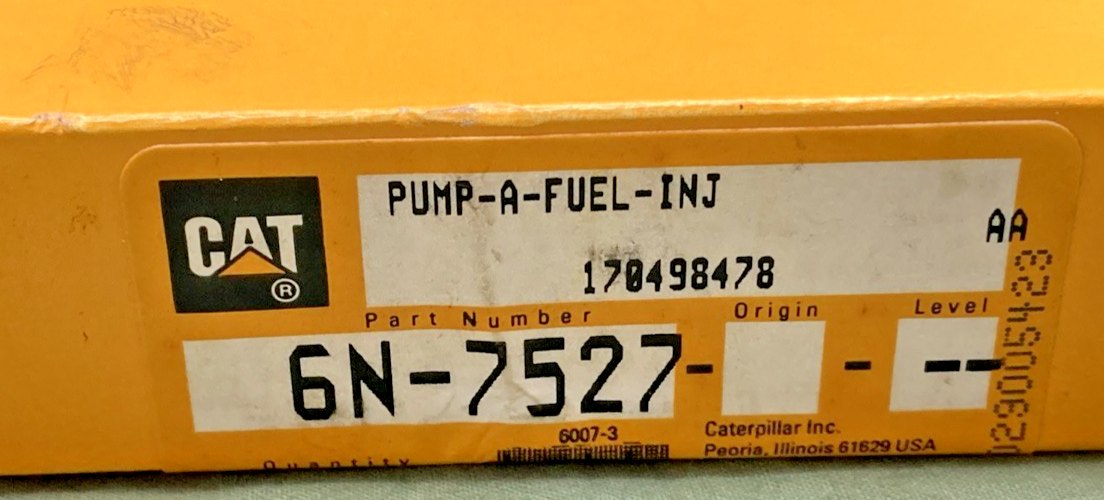 CAT
®
PUMP-A-FUEL-INJ
AA
170498478
Part Number
Origin
Level
6N-7527- - --
6007-3
Caterpillar Inc.
Peoria, Illinois 61629 USA
Quantity